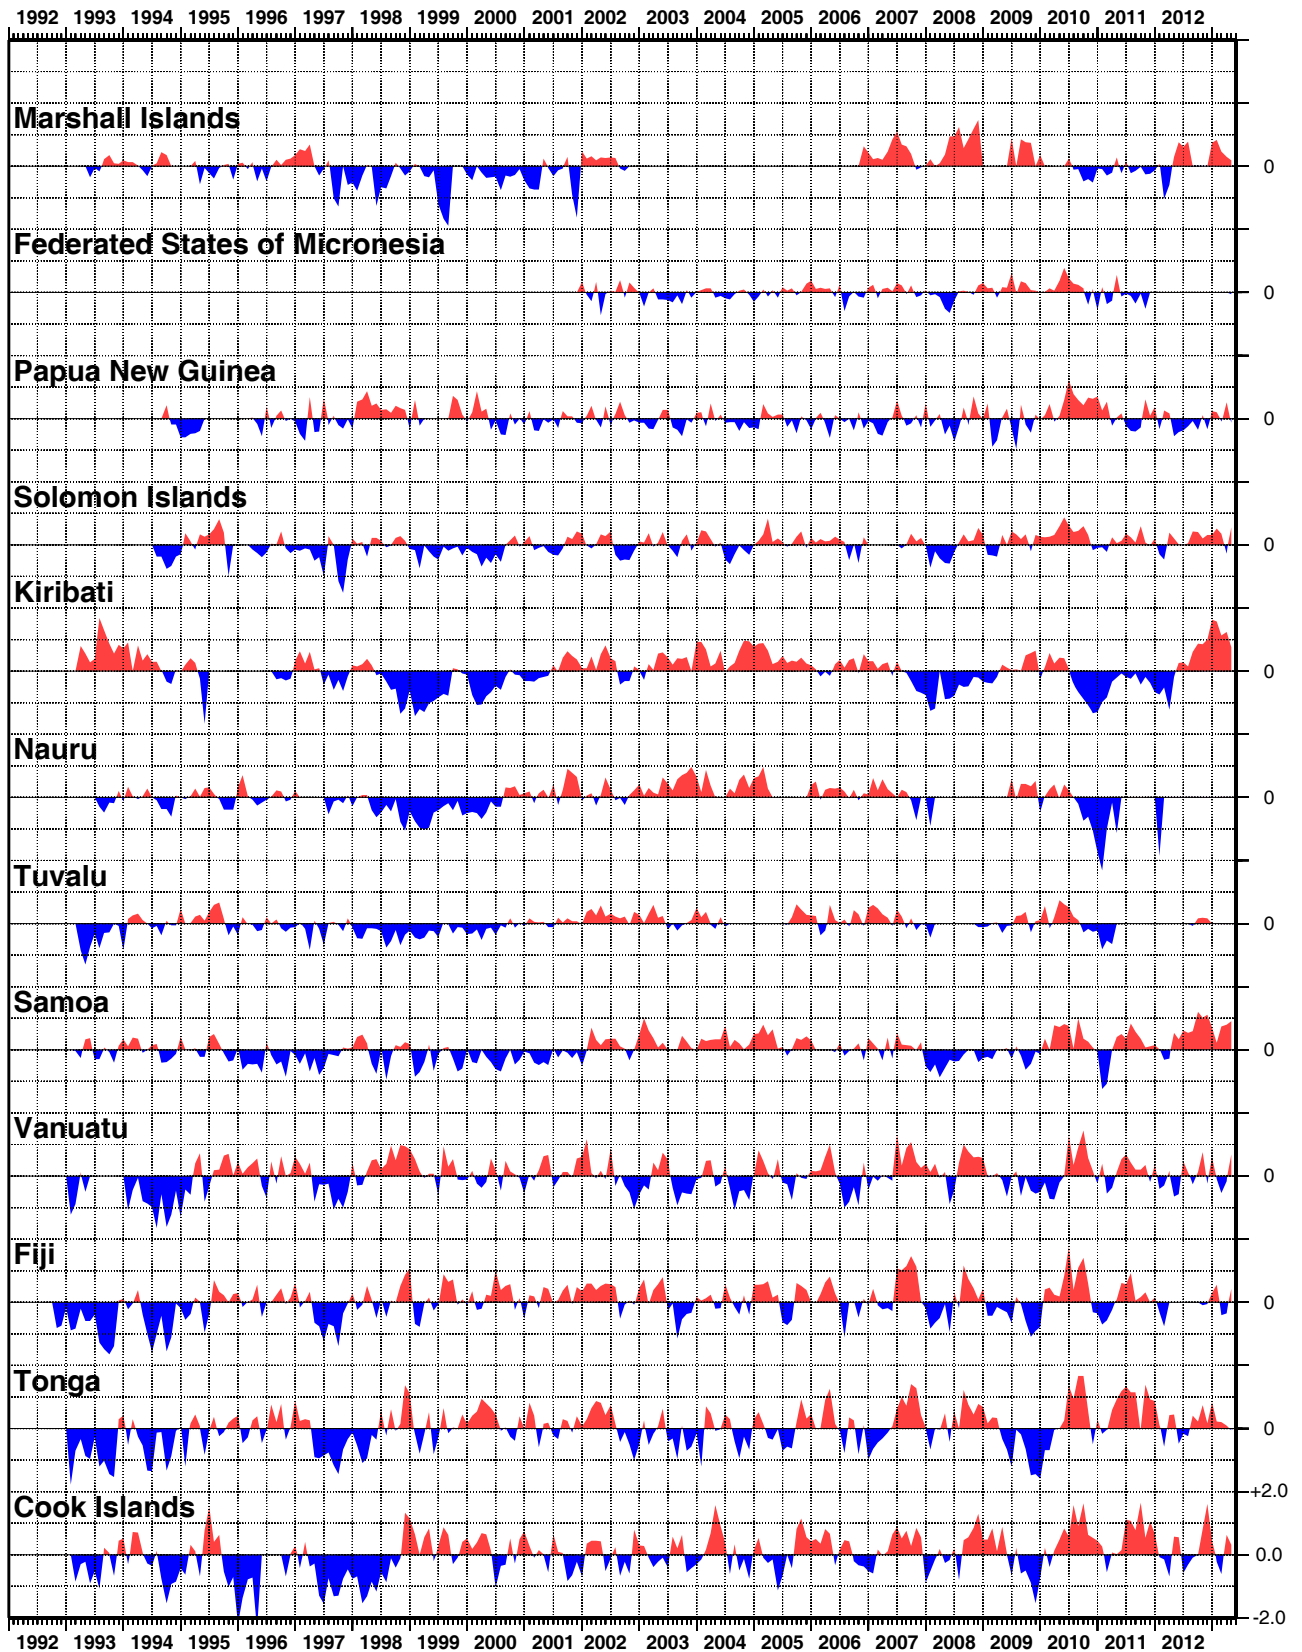 1992 1993 1994 1995 1996 1997 1998 1999 2000 2001 2002 2003 2004 2005 2006 2007 2008 2009 2010 2011 2012
Marshall Islands
0
Federated States of Micronesia
0
Papua New Guinea
0
Solomon Islands
0
Kiribati
0
Nauru
0
Tuvalu
0
Samoa
0
Vanuatu
0
Fiji
0
Tonga
0
+2.0
Cook Islands
0.0
-2.0
1992 1993 1994 1995 1996 1997 1998 1999 2000 2001 2002 2003 2004 2005 2006 2007 2008 2009 2010 2011 2012